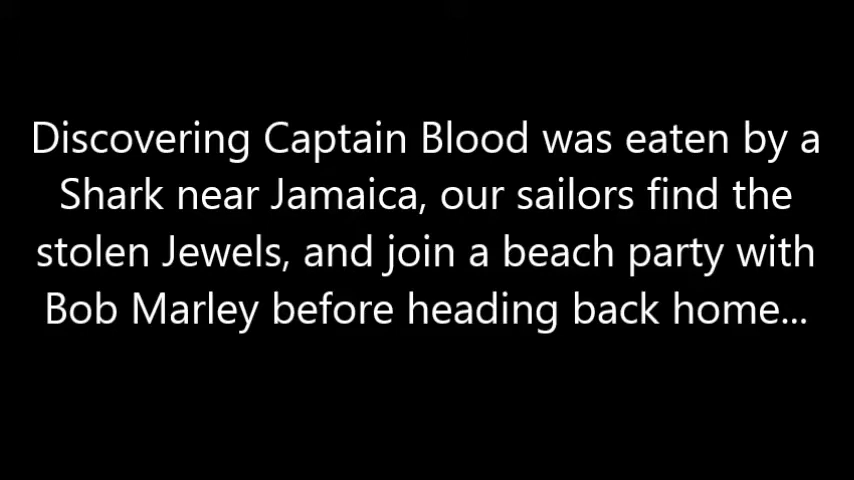 Discovering Captain Blood was eaten by a
Shark near Jamaica, our sailors find the
stolen Jewels, and join a beach party with
Bob Marley before heading back home...